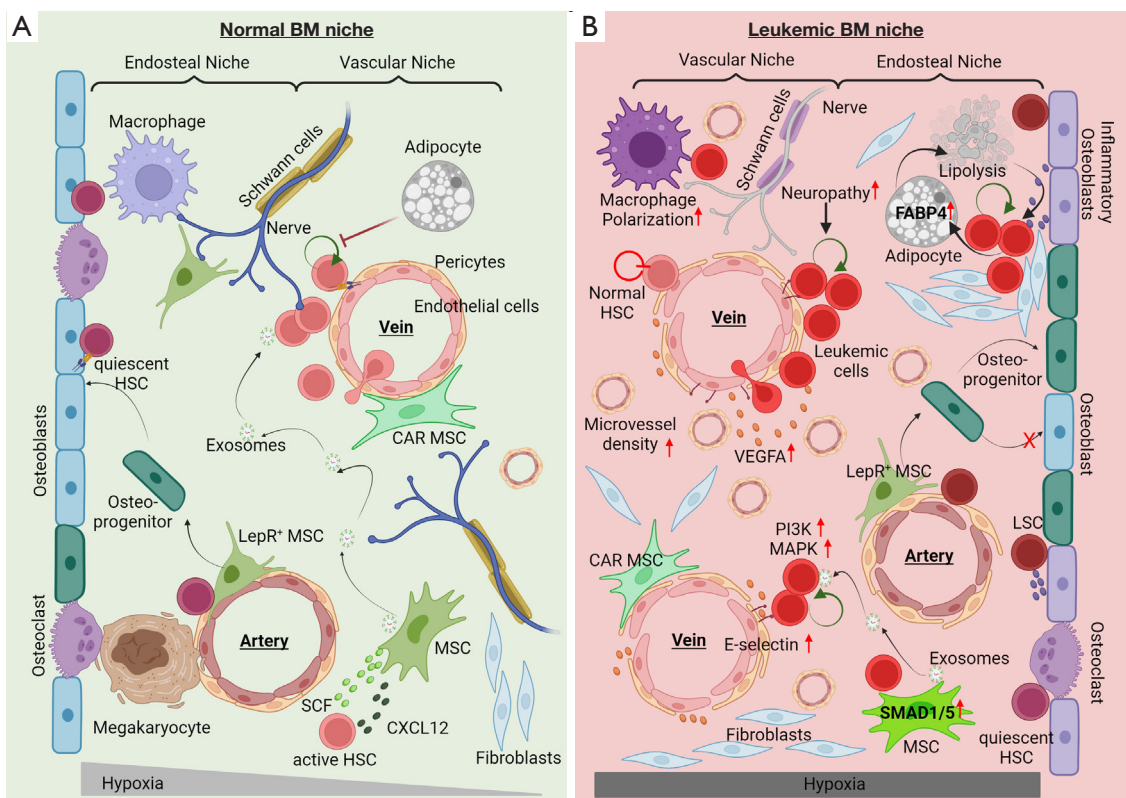 A
Normal BM niche
Endosteal Niche
Vascular Niche
Macrophage
Schwann cells
Adipocyte
Nerve
Pericytes
Endothelial cells
Vein
quiescent
HSC
CAR MSC
Exosomes
Osteoblasts
Osteo-
progenitor
LepR⁺ MSC
Artery
MSC
Osteoclast
SCF
CXCL12
Megakaryocyte
active HSC
Fibroblasts
Hypoxia
B
Leukemic BM niche
Vascular Niche
Endosteal Niche
Nerve
Schwann cells
Inflammatory
Osteoblasts
Lipolysis
Macrophage
Polarization
Neuropathy
FABP4
Adipocyte
Normal
HSC
Vein
Leukemic
cells
Osteo-
progenitor
Microvessel
density
VEGFA
X
Osteoblast
LepR⁺ MSC
PI3K
MAPK
LSC
CAR MSC
Artery
Vein
E-selectin
Exosomes
Osteoclast
SMAD1/5
MSC
Fibroblasts
quiescent
HSC
Hypoxia